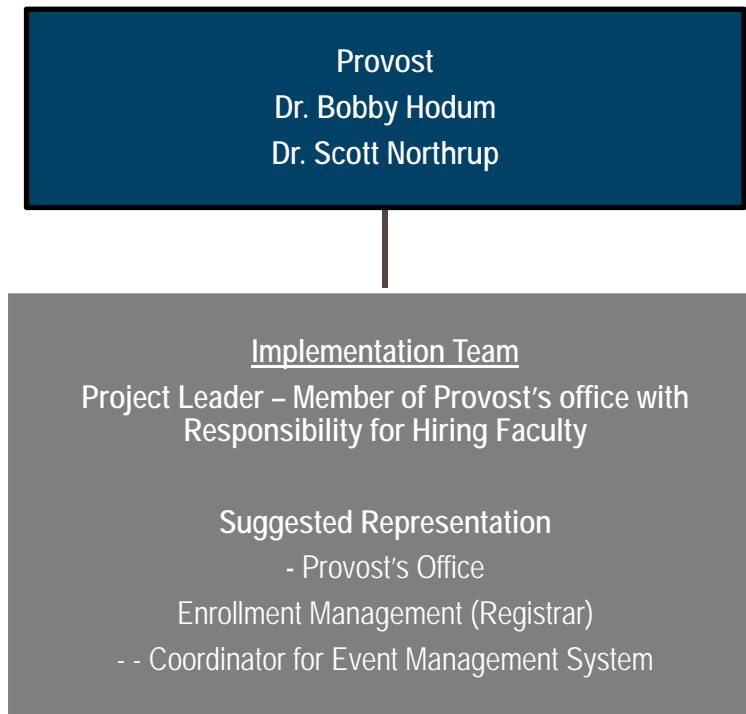 Provost
Dr. Bobby Hodum
Dr. Scott Northrup
Implementation Team
Project Leader – Member of Provost’s office with
Responsibility for Hiring Faculty
Suggested Representation
- Provost’s Office
Enrollment Management (Registrar)
- - Coordinator for Event Management System